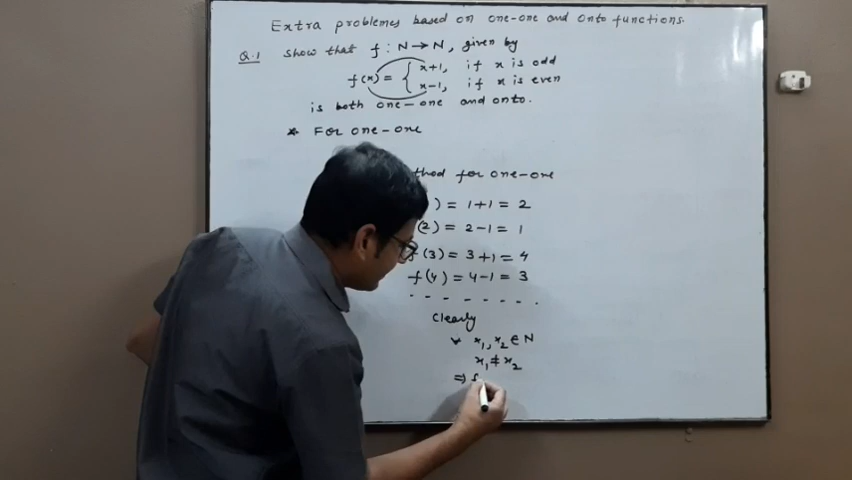 Extra problemes based on one-one and onto functions.
Q.1 Show that f : N → N, given by
f(x) = { x+1, if x is odd
x-1, if x is even
is both one-one and onto.
* For one-one
thod for one-one
) = 1+1 = 2
(2) = 2-1 = 1
f(3) = 3+1 = 4
f(4) = 4-1 = 3
- - - - - - - .
Clearly
∀ x₁, x₂ ∈ N
x₁ ≠ x₂
⇒ f